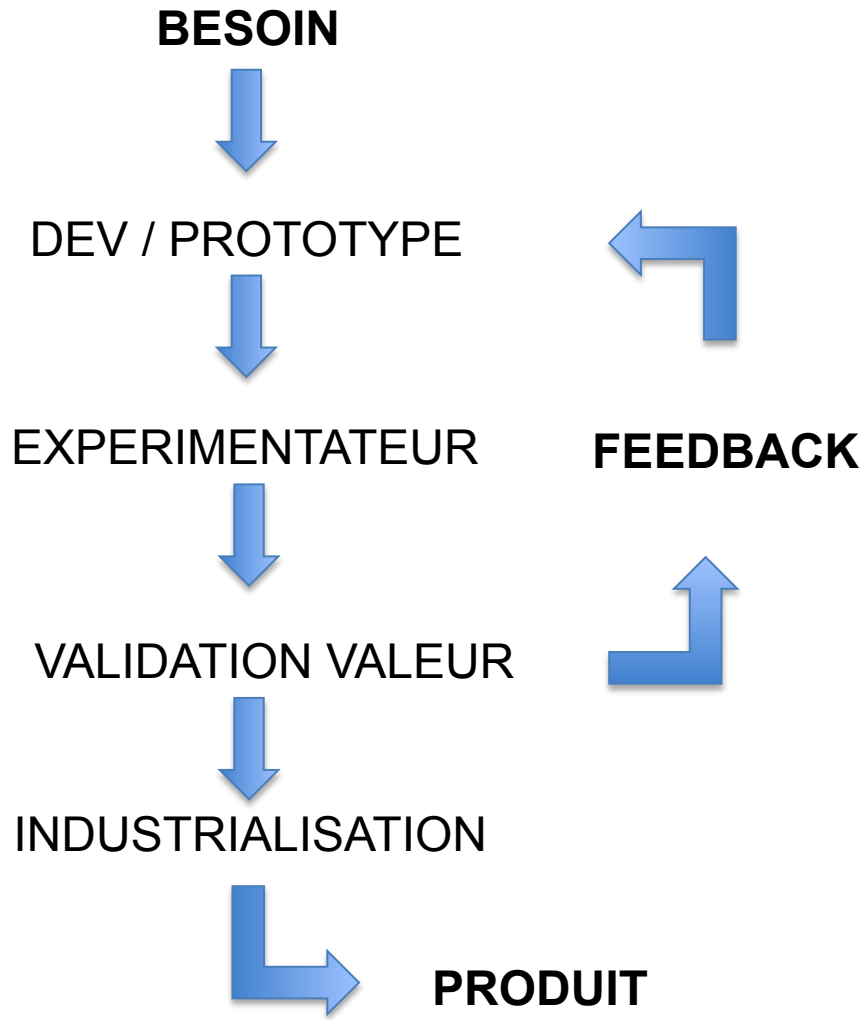 BESOIN
DEV / PROTOTYPE
EXPERIMENTATEUR
FEEDBACK
VALIDATION VALEUR
INDUSTRIALISATION
PRODUIT